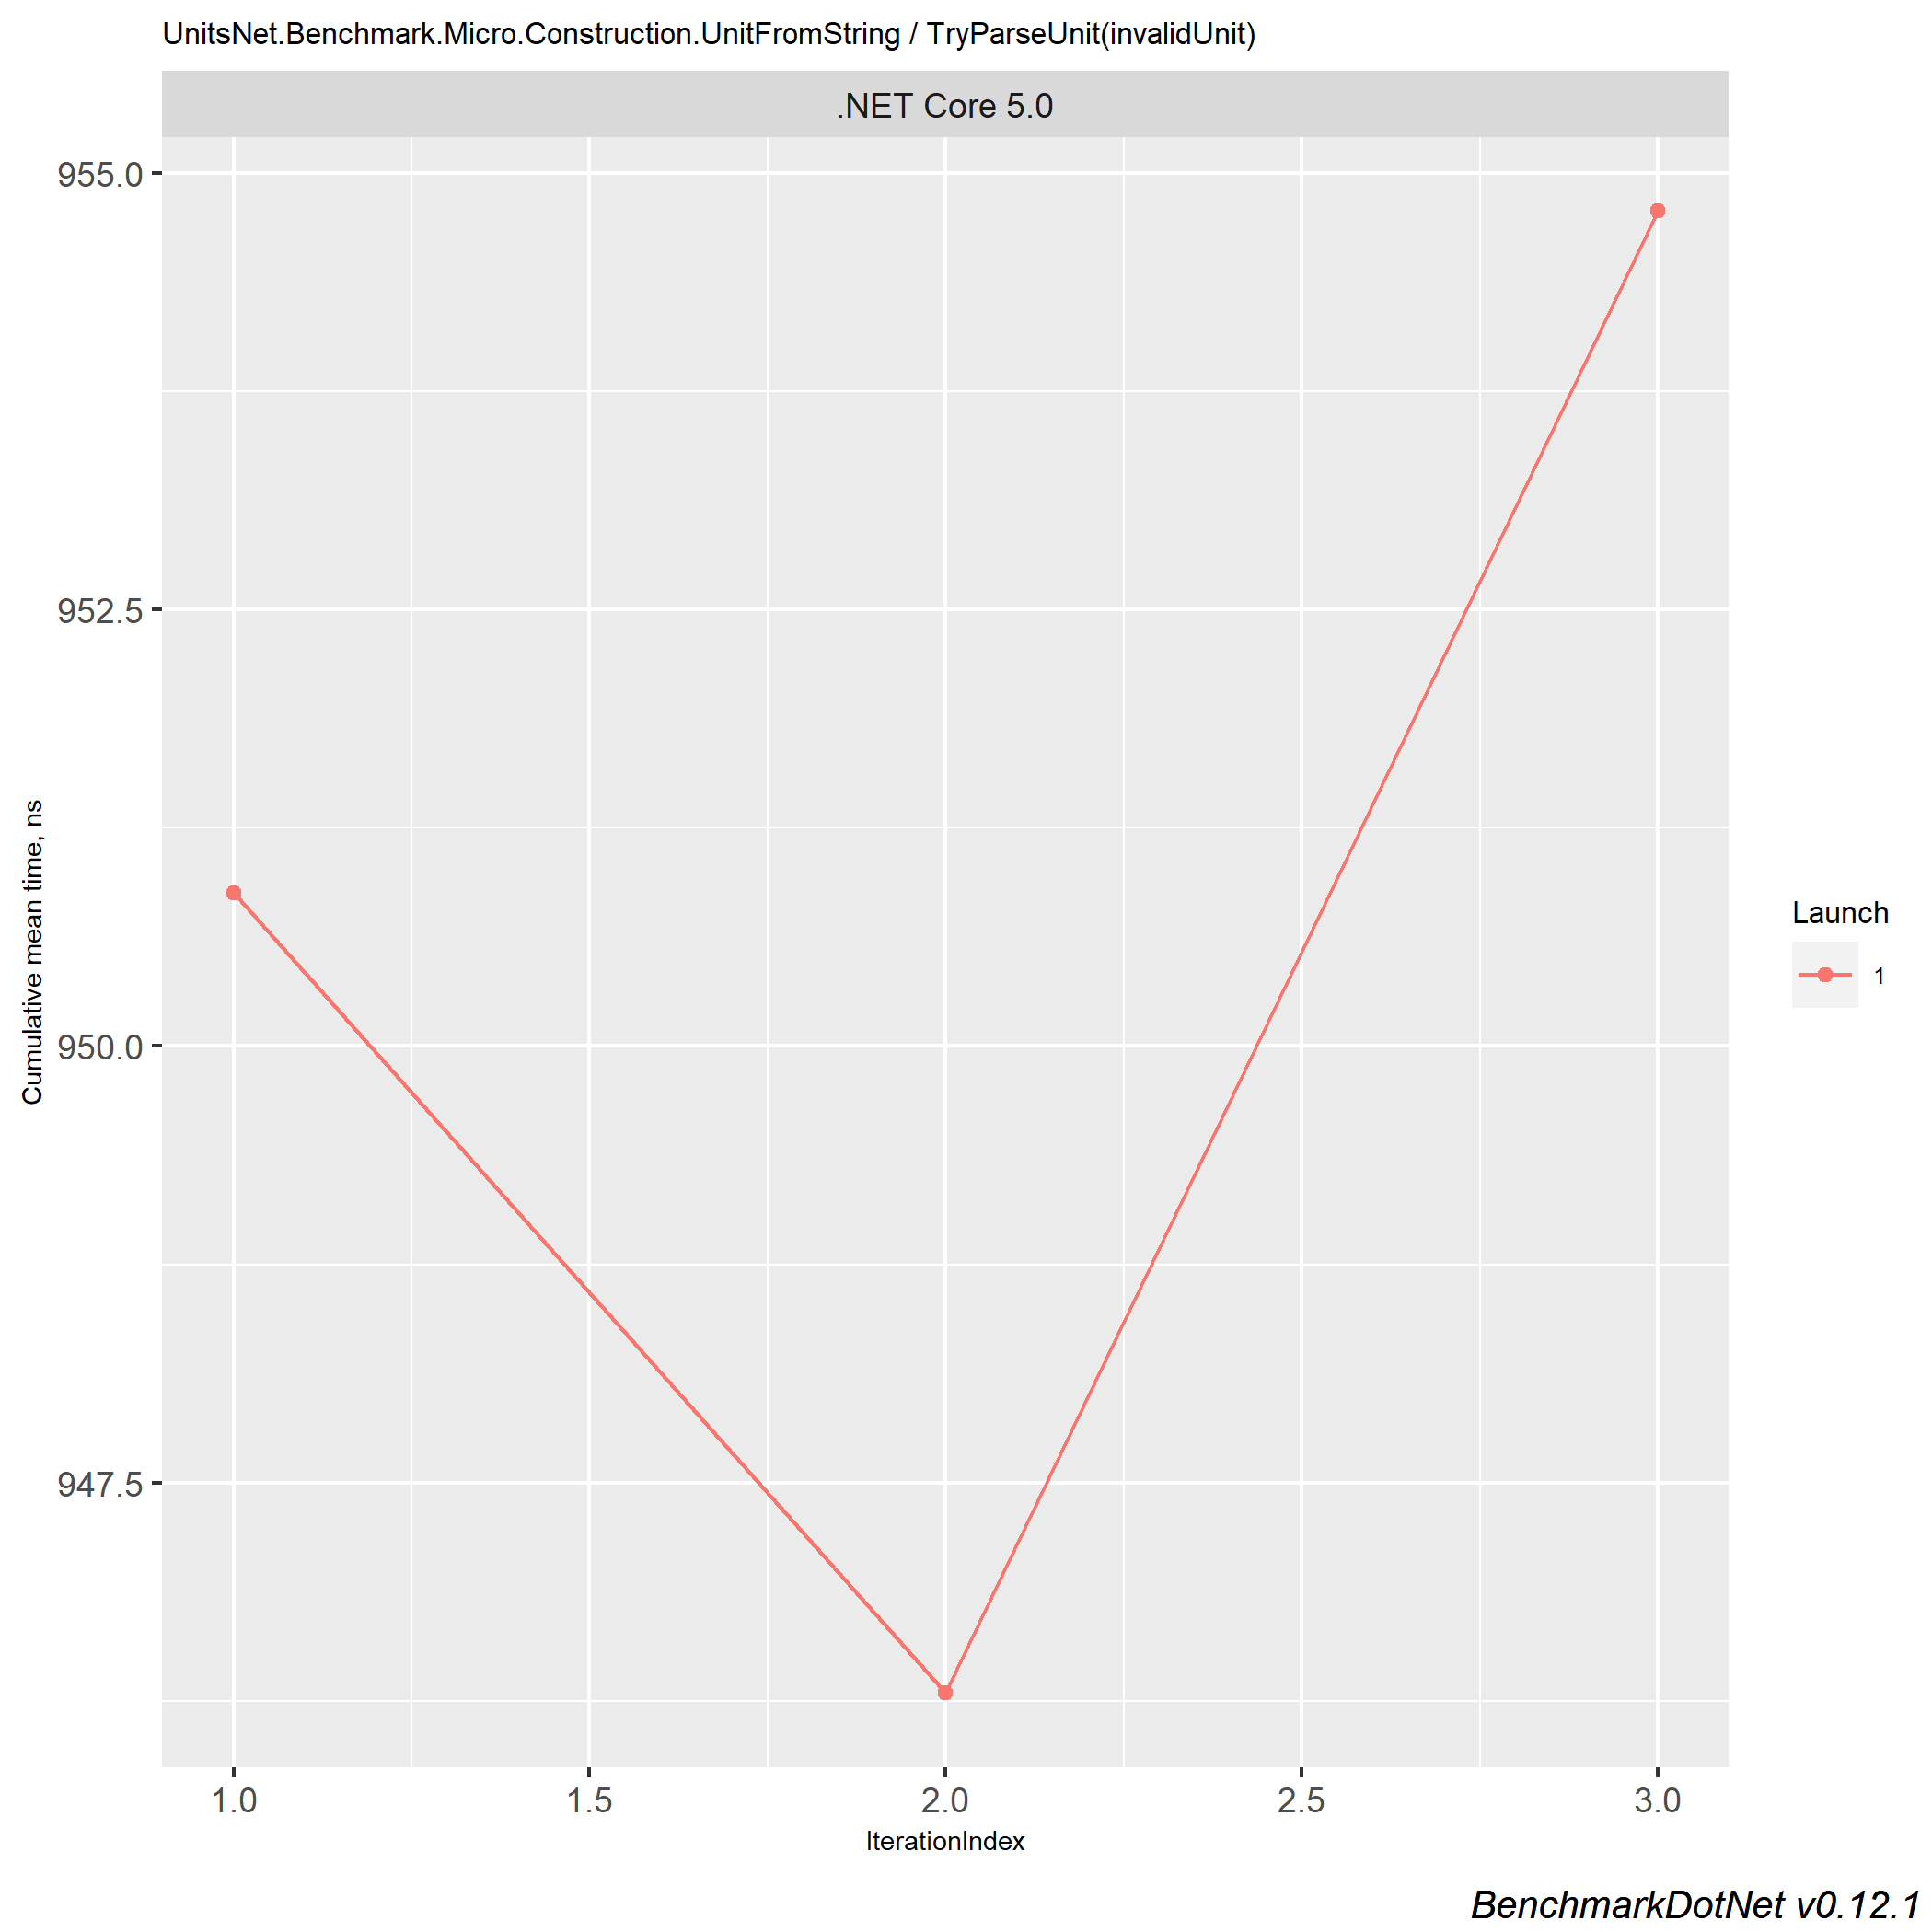 UnitsNet.Benchmark.Micro.Construction.UnitFromString / TryParseUnit(invalidUnit)
.NET Core 5.0
955.0
952.5
950.0
947.5
Cumulative mean time, ns
1.0 1.5 2.0 2.5 3.0
IterationIndex
Launch
1
BenchmarkDotNet v0.12.1